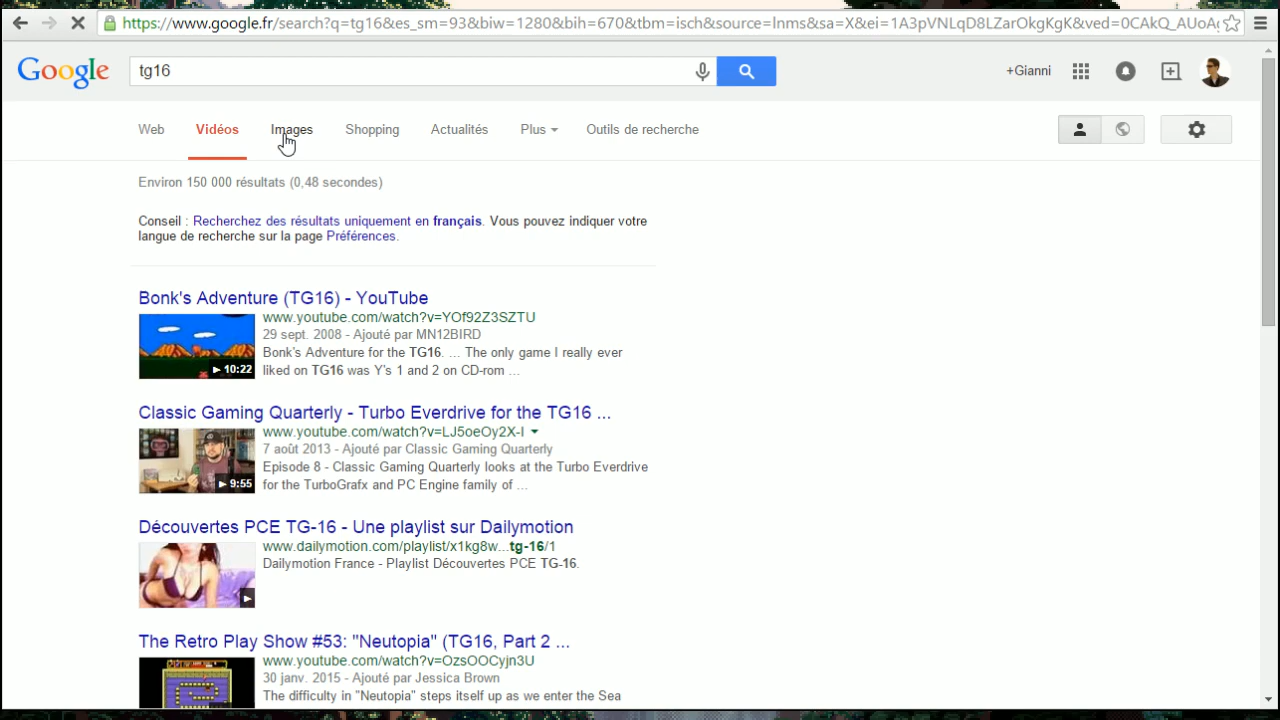 https://www.google.fr/search?q=tg16&es_sm=93&biw=1280&bih=670&tbm=isch&source=lnms&sa=X&ei=1A3pVNLqD8LZarOkgKgK&ved=0CAkQ_AUoAg
Google
tg16
+Gianni
Web
Vidéos
Images
Shopping
Actualités
Plus
Outils de recherche
Environ 150 000 résultats (0,48 secondes)
Conseil : Recherchez des résultats uniquement en français. Vous pouvez indiquer votre
langue de recherche sur la page Préférences.
Bonk's Adventure (TG16) - YouTube
www.youtube.com/watch?v=YOf92Z3SZTU
29 sept. 2008 - Ajouté par MN12BIRD
Bonk's Adventure for the TG16. ... The only game I really ever
liked on TG16 was Y's 1 and 2 on CD-rom ...
10:22
Classic Gaming Quarterly - Turbo Everdrive for the TG16 ...
www.youtube.com/watch?v=LJ5oeOy2X-I
7 août 2013 - Ajouté par Classic Gaming Quarterly
Episode 8 - Classic Gaming Quarterly looks at the Turbo Everdrive
for the TurboGrafx and PC Engine family of ...
9:55
Découvertes PCE TG-16 - Une playlist sur Dailymotion
www.dailymotion.com/playlist/x1kg8w...tg-16/1
Dailymotion France - Playlist Découvertes PCE TG-16.
The Retro Play Show #53: "Neutopia" (TG16, Part 2 ...
www.youtube.com/watch?v=OzsOOCyjn3U
30 janv. 2015 - Ajouté par Jessica Brown
The difficulty in "Neutopia" steps itself up as we enter the Sea